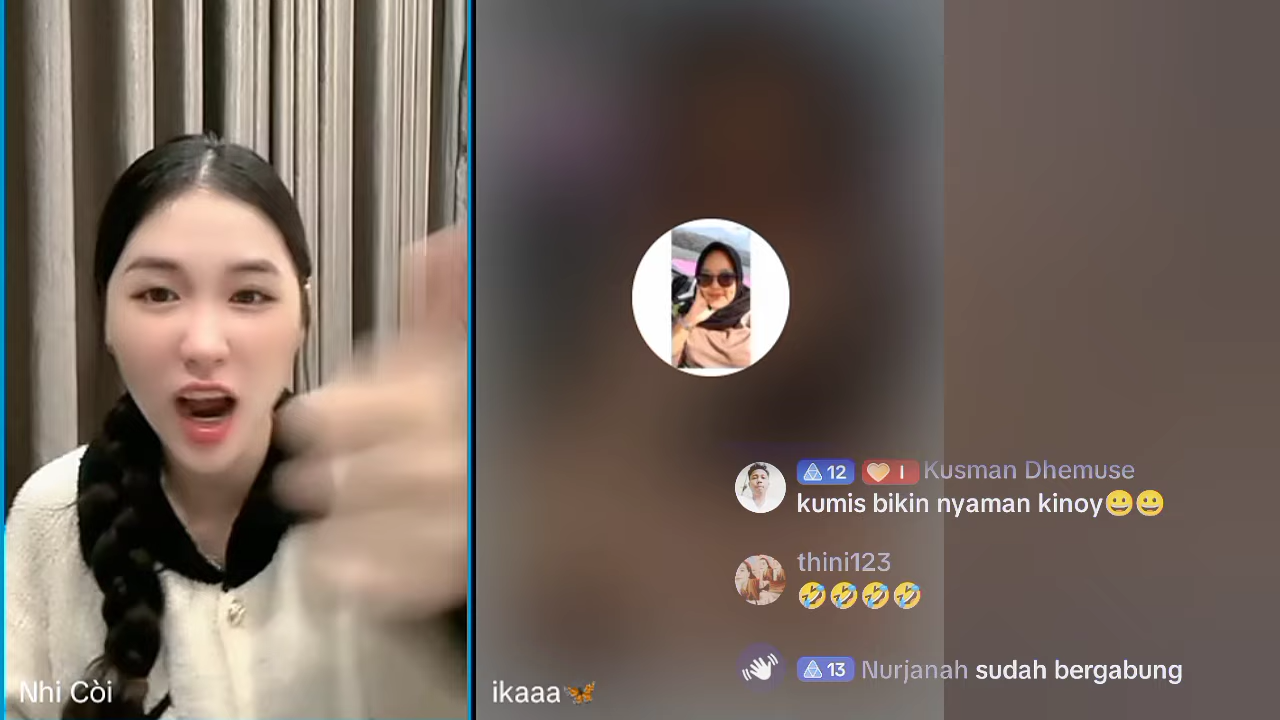 Nhi Còi
ikaaa🦋
12 I Kusman Dhemuse
kumis bikin nyaman kinoy😀😀
thini123
🤣🤣🤣🤣
13 Nurjanah sudah bergabung